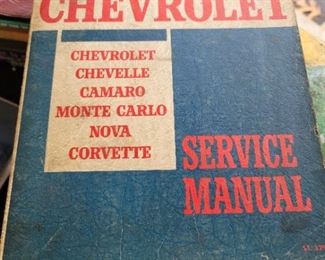 CHEVROLET
CHEVROLET
CHEVELLE
CAMARO
MONTE CARLO
NOVA
CORVETTE
SERVICE
MANUAL